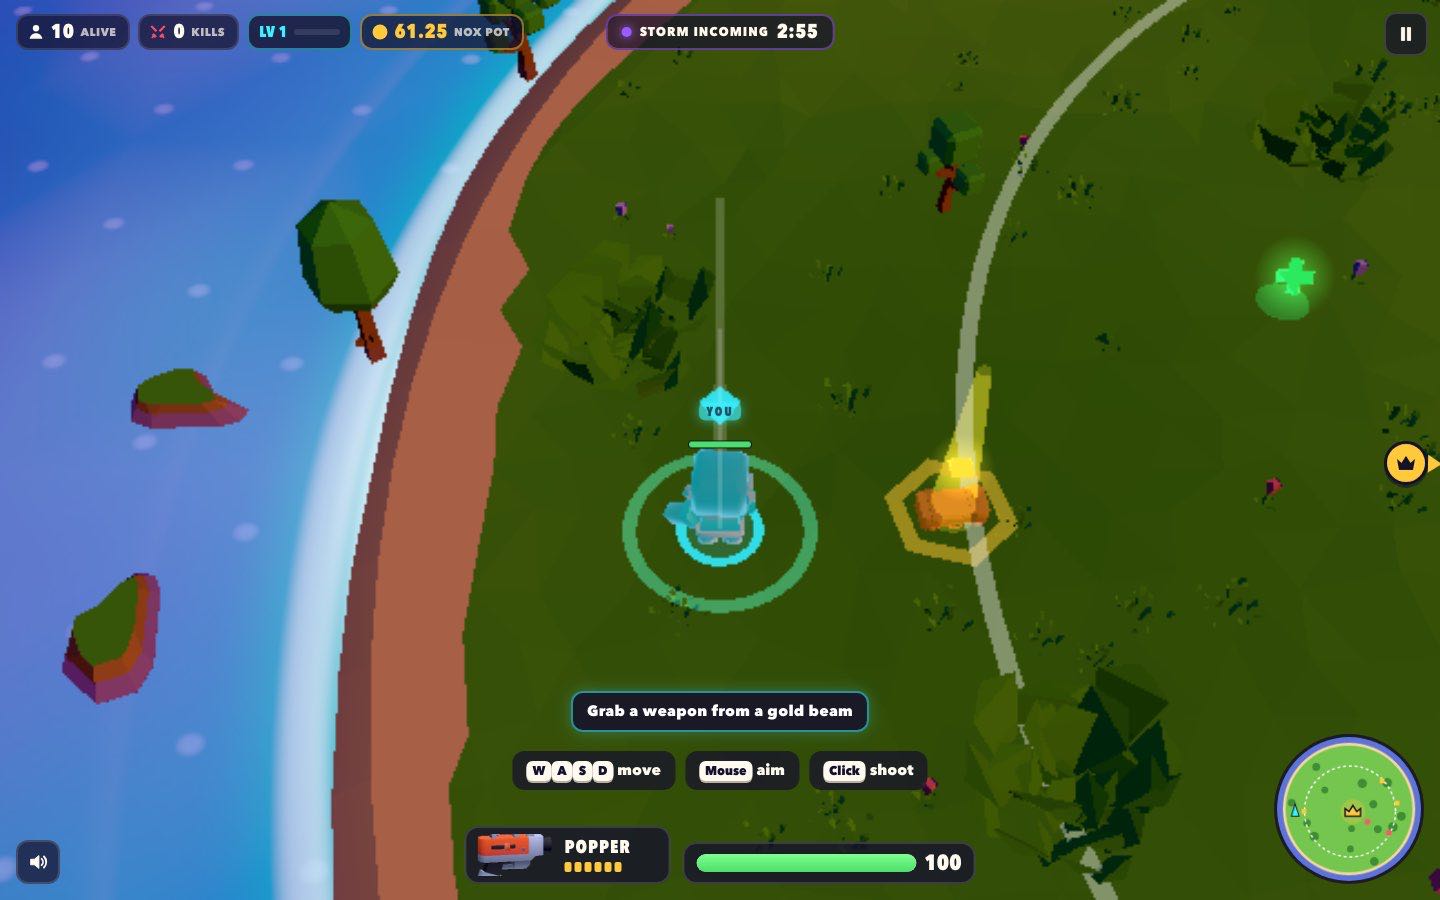 10 ALIVE
0 KILLS
LV 1
61.25 NOX POT
STORM INCOMING 2:55
YOU
Grab a weapon from a gold beam
W A S D move
Mouse aim
Click shoot
POPPER
100